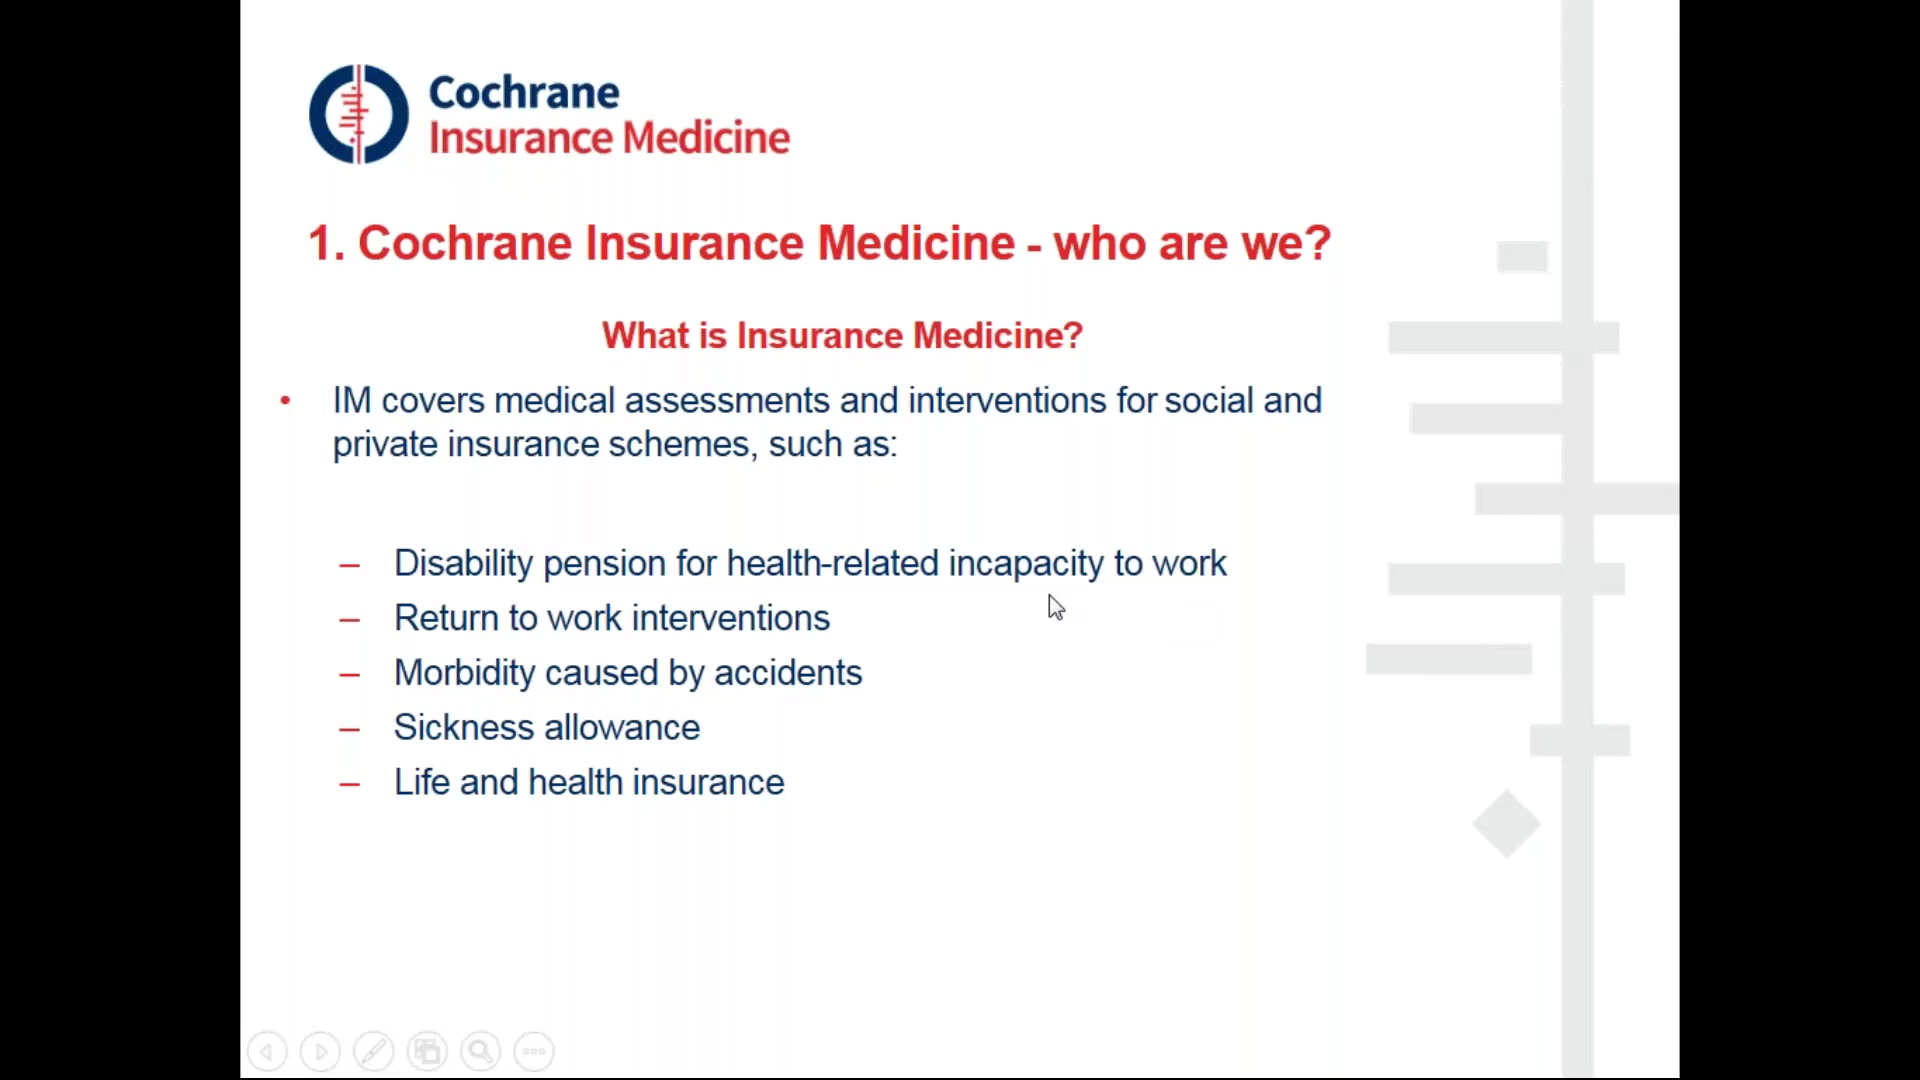 Cochrane
Insurance Medicine
1. Cochrane Insurance Medicine - who are we?
What is Insurance Medicine?
• IM covers medical assessments and interventions for social and
private insurance schemes, such as:
– Disability pension for health-related incapacity to work
– Return to work interventions
– Morbidity caused by accidents
– Sickness allowance
– Life and health insurance